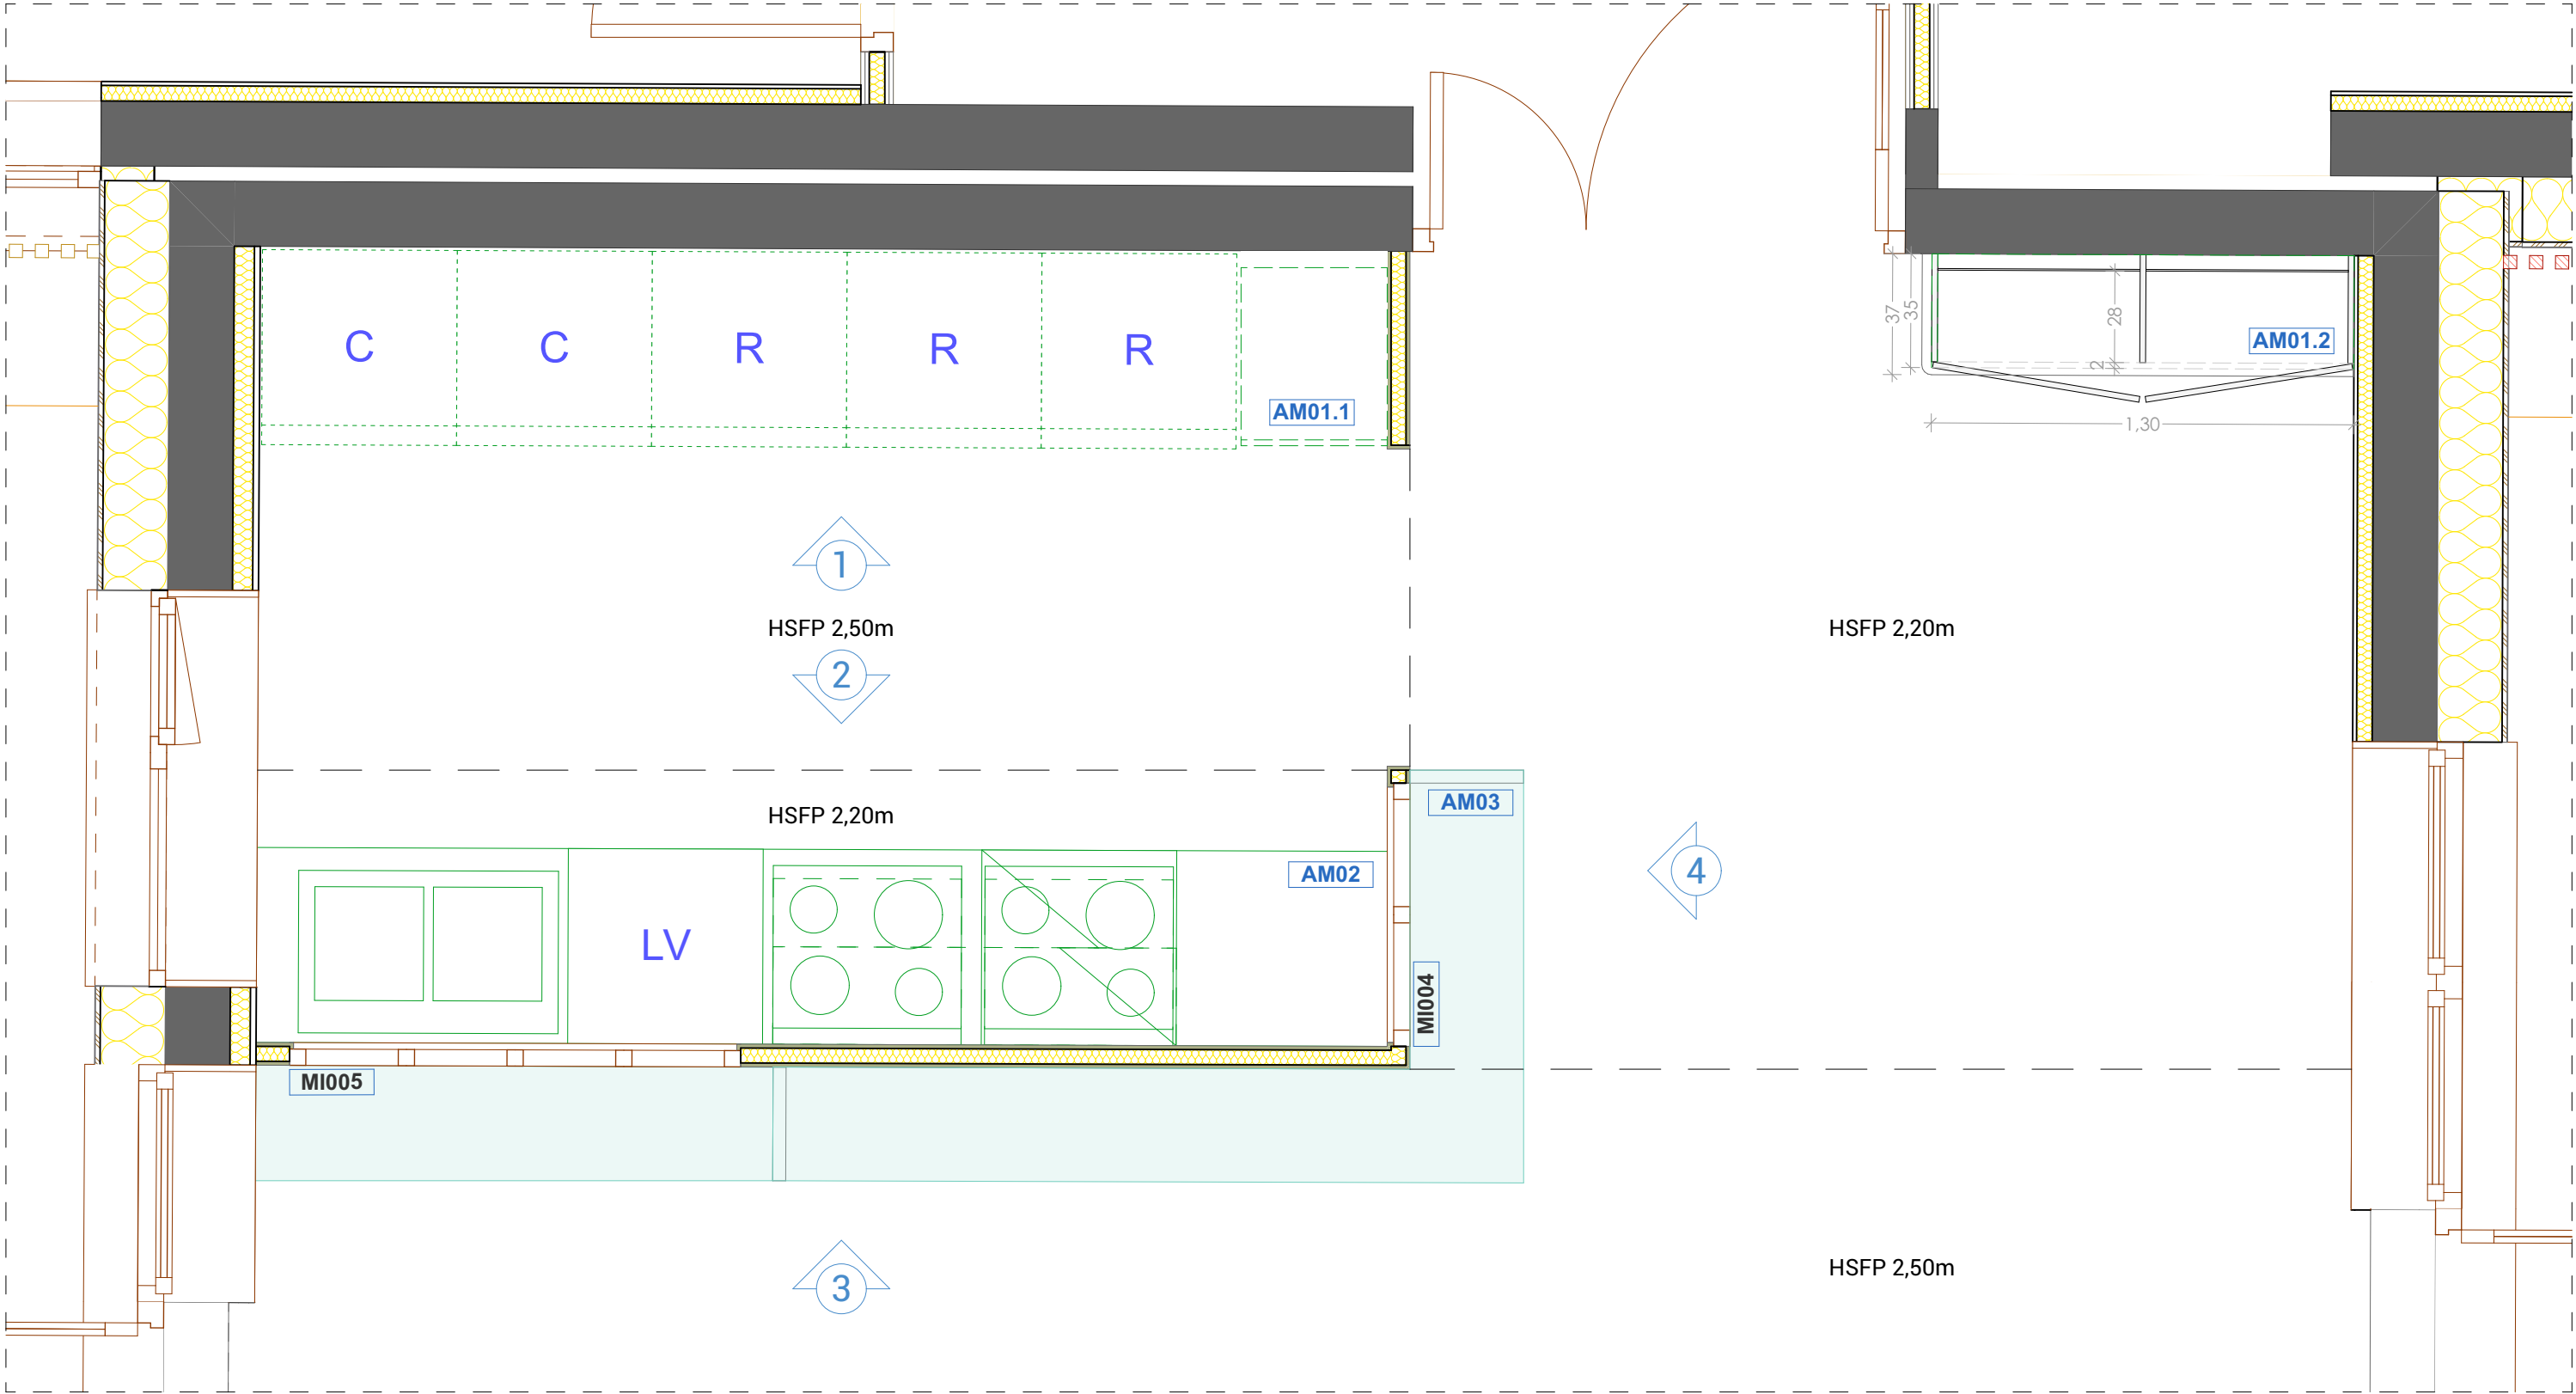 C C R R R
AM01.1
37
35
28
2
AM01.2
1,30
1
HSFP 2,50m
2
HSFP 2,20m
HSFP 2,20m
AM03
AM02
4
LV
MI004
MI005
3
HSFP 2,50m